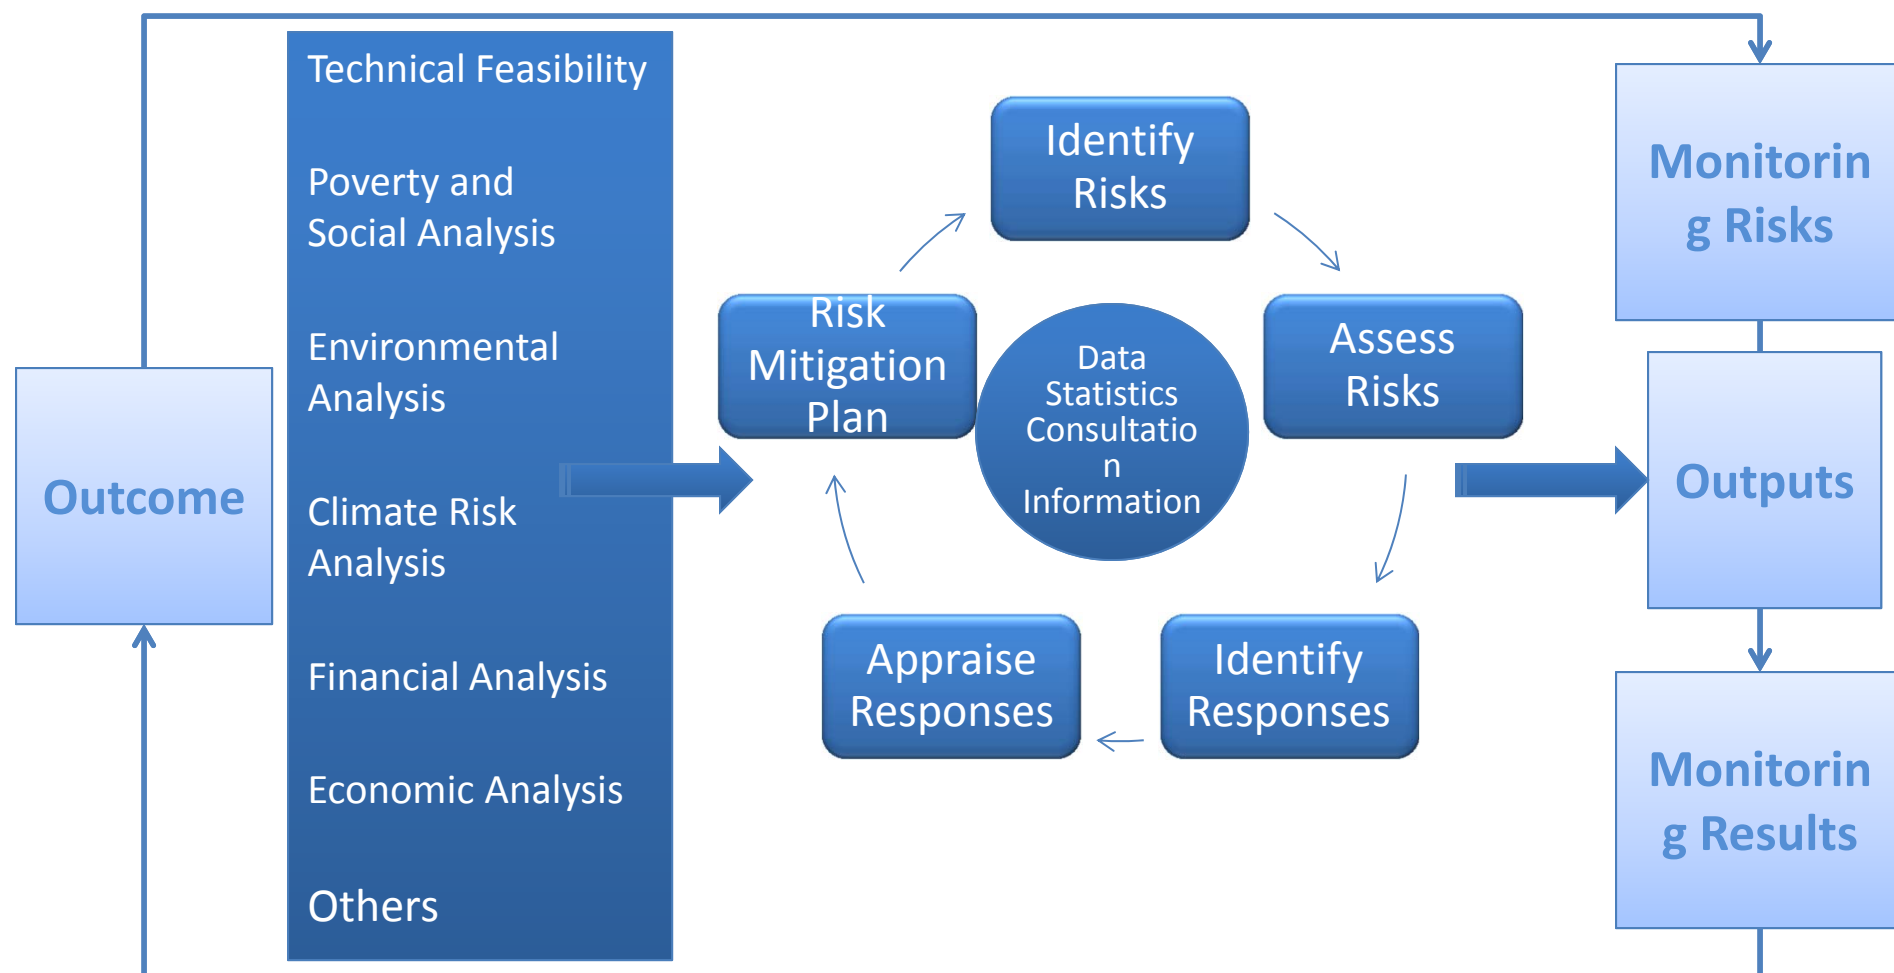 Outcome
Technical Feasibility
Poverty and
Social Analysis
Environmental
Analysis
Climate Risk
Analysis
Financial Analysis
Economic Analysis
Others
Identify
Risks
Assess
Risks
Identify
Responses
Appraise
Responses
Risk
Mitigation
Plan
Data
Statistics
Consultatio
n
Information
Monitorin
g Risks
Outputs
Monitorin
g Results